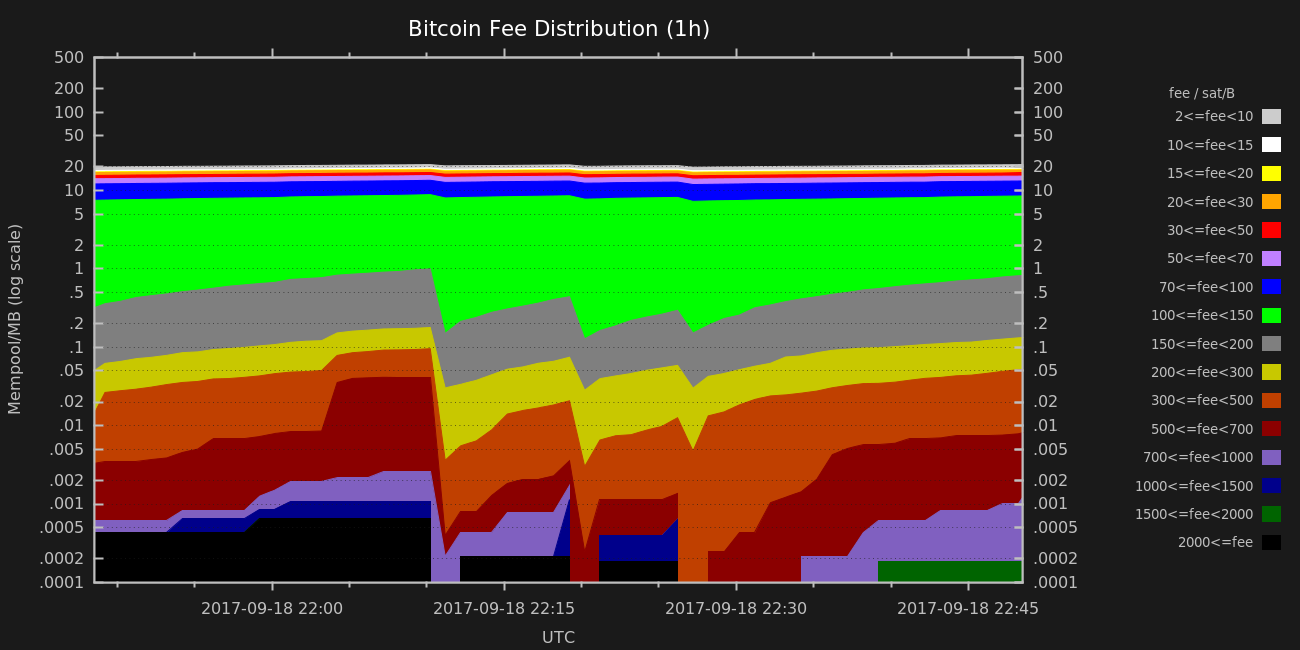 Bitcoin Fee Distribution (1h)
Mempool/MB (log scale)
500
200
100
50
20
10
5
2
1
.5
.2
.1
.05
.02
.01
.005
.002
.001
.0005
.0002
.0001
500
200
100
50
20
10
5
2
1
.5
.2
.1
.05
.02
.01
.005
.002
.001
.0005
.0002
.0001
2017-09-18 22:00 2017-09-18 22:15 2017-09-18 22:30 2017-09-18 22:45
UTC
fee / sat/B
2<=fee<10
10<=fee<15
15<=fee<20
20<=fee<30
30<=fee<50
50<=fee<70
70<=fee<100
100<=fee<150
150<=fee<200
200<=fee<300
300<=fee<500
500<=fee<700
700<=fee<1000
1000<=fee<1500
1500<=fee<2000
2000<=fee